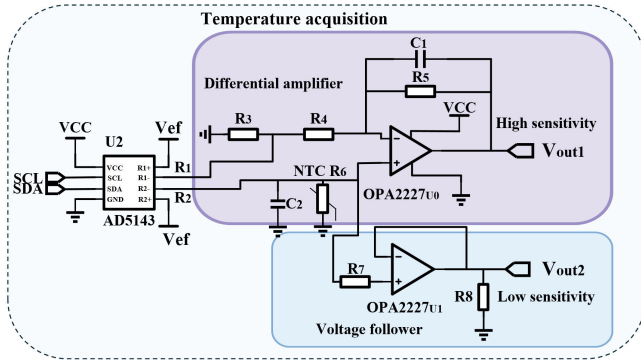 Temperature acquisition
C1
Differential amplifier
R5
U2
VCC
VCC
Vef
R3
R4
High sensitivity
VCC
R1+
R1
Vout1
SCL
SCL
R1-
NTC R6
SDA
SDA
R2-
R2
OPA2227U0
GND
R2+
C2
AD5143
Vef
R7
Vout2
OPA2227U1
R8
Low sensitivity
Voltage follower